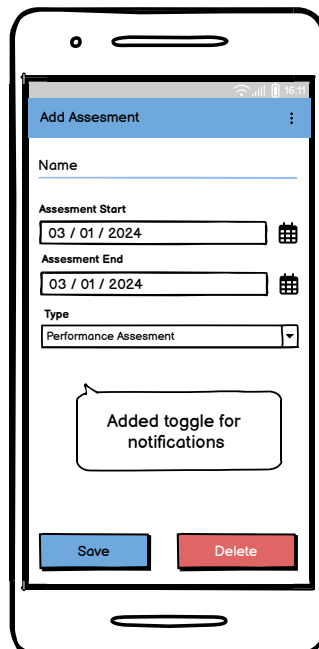 16:11
Add Assesment
Name
Assesment Start
03 / 01 / 2024
Assesment End
03 / 01 / 2024
Type
Performance Assesment
Added toggle for
notifications
Save
Delete